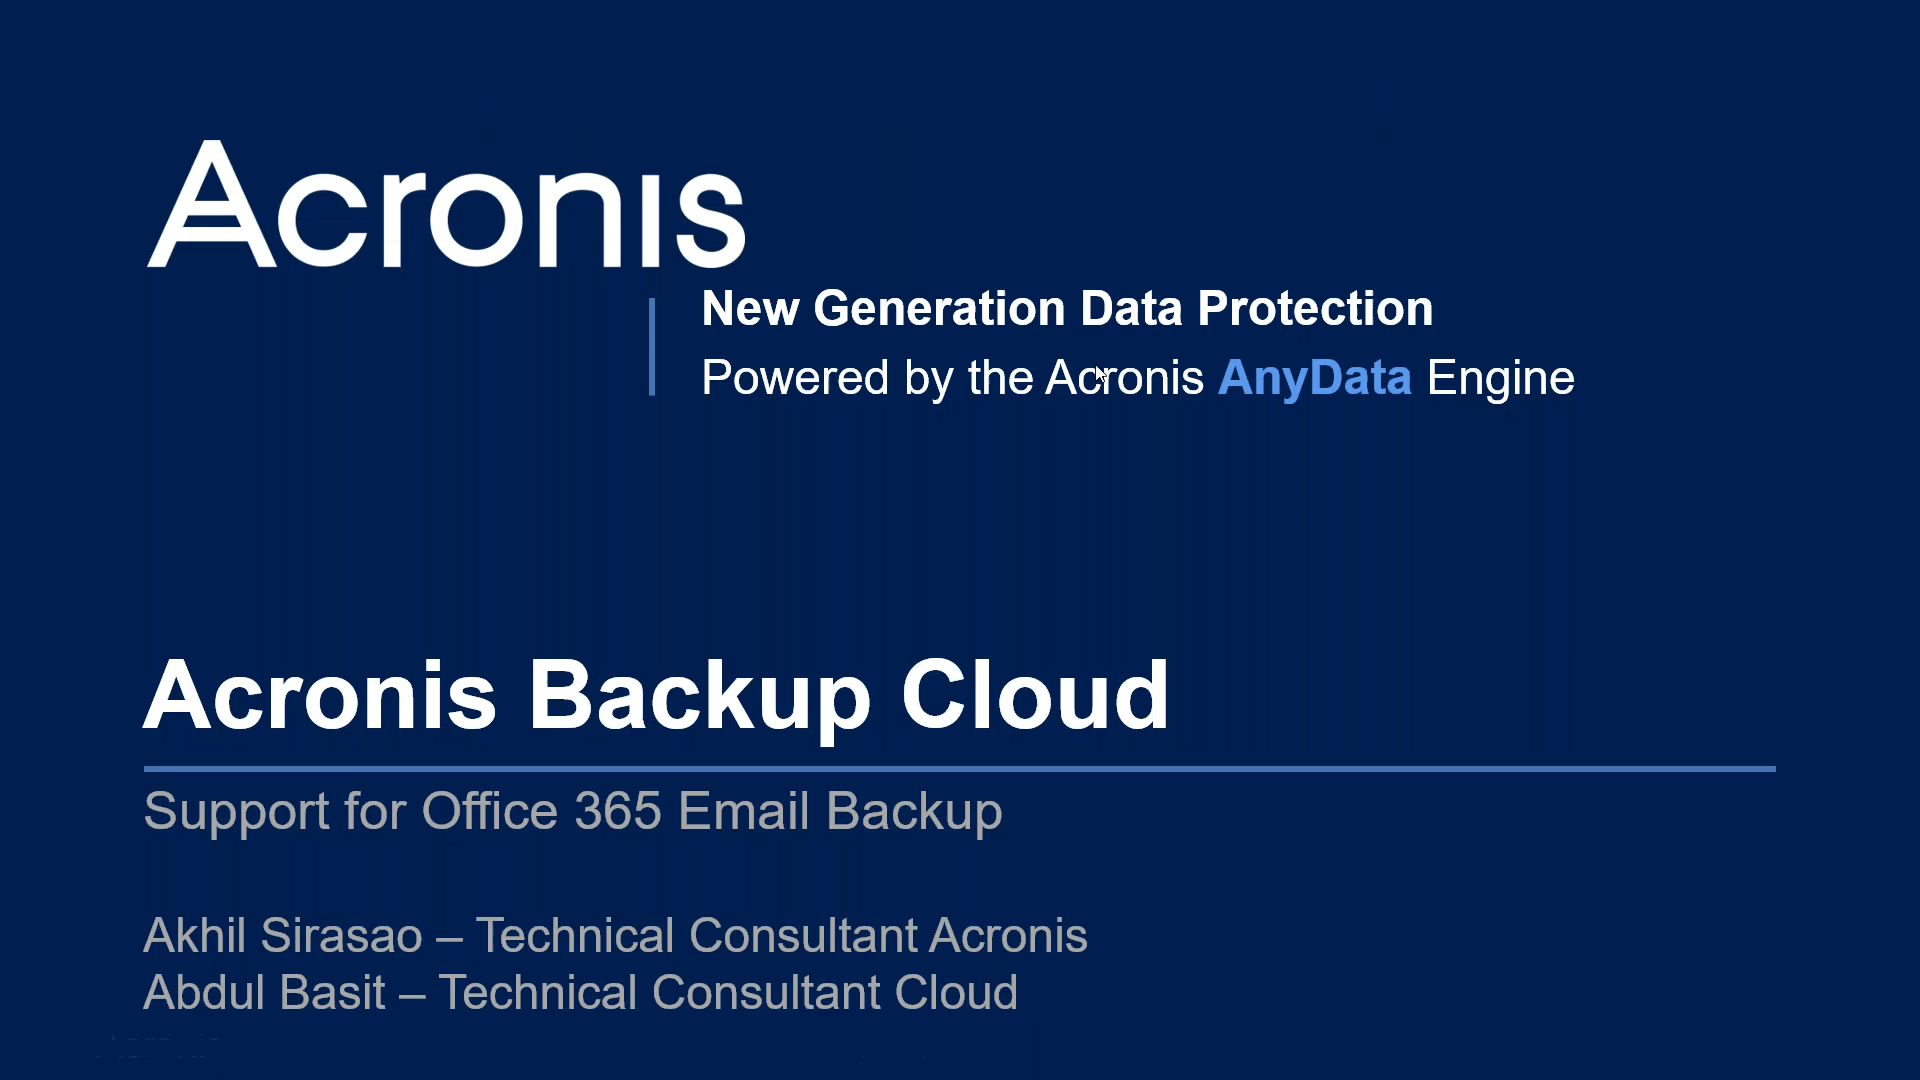 Acronis
New Generation Data Protection
Powered by the Acronis AnyData Engine
Acronis Backup Cloud
Support for Office 365 Email Backup
Akhil Sirasao – Technical Consultant Acronis
Abdul Basit – Technical Consultant Cloud